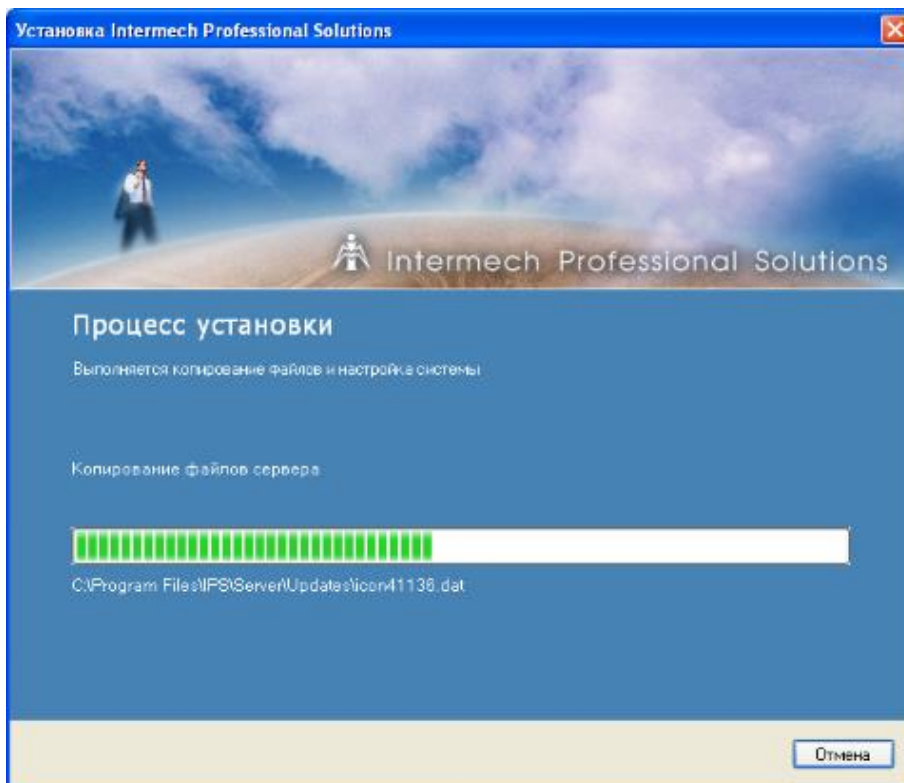 Установка Intermech Professional Solutions
Intermech Professional Solutions
Процесс установки
Выполняется копирование файлов и настройка системы
Копирование файлов сервера
C:\Program Files\IPS\Server\Updates\icon41136.dat
Отмена